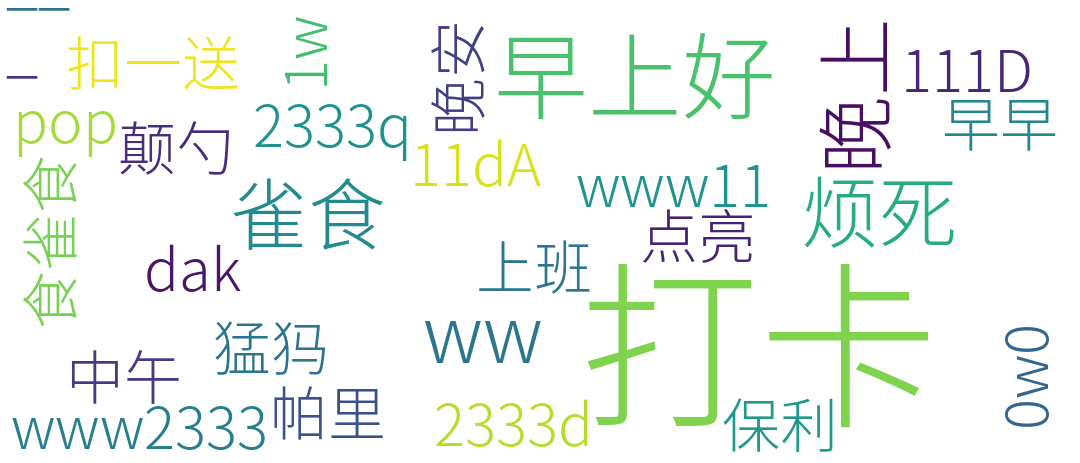 一一
扣一送
1w
晚安
早上好
晚上
111D
早早
pop
颠勺
2333q
11dA
www11
烦死
食雀食
雀食
点亮
dak
上班
打卡
猛犸
ww
0w0
中午
帕里
www2333
2333d
保利